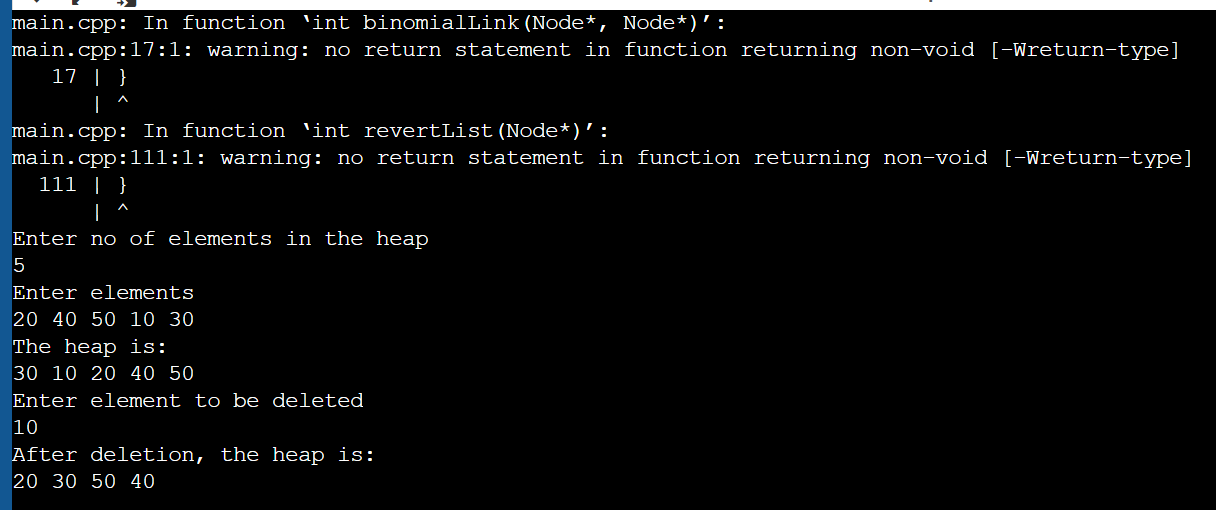 main.cpp: In function ‘int binomialLink(Node*, Node*)’:
main.cpp:17:1: warning: no return statement in function returning non-void [-Wreturn-type]
   17 | }
      | ^
main.cpp: In function ‘int revertList(Node*)’:
main.cpp:111:1: warning: no return statement in function returning non-void [-Wreturn-type]
  111 | }
      | ^
Enter no of elements in the heap
5
Enter elements
20 40 50 10 30
The heap is:
30 10 20 40 50
Enter element to be deleted
10
After deletion, the heap is:
20 30 50 40